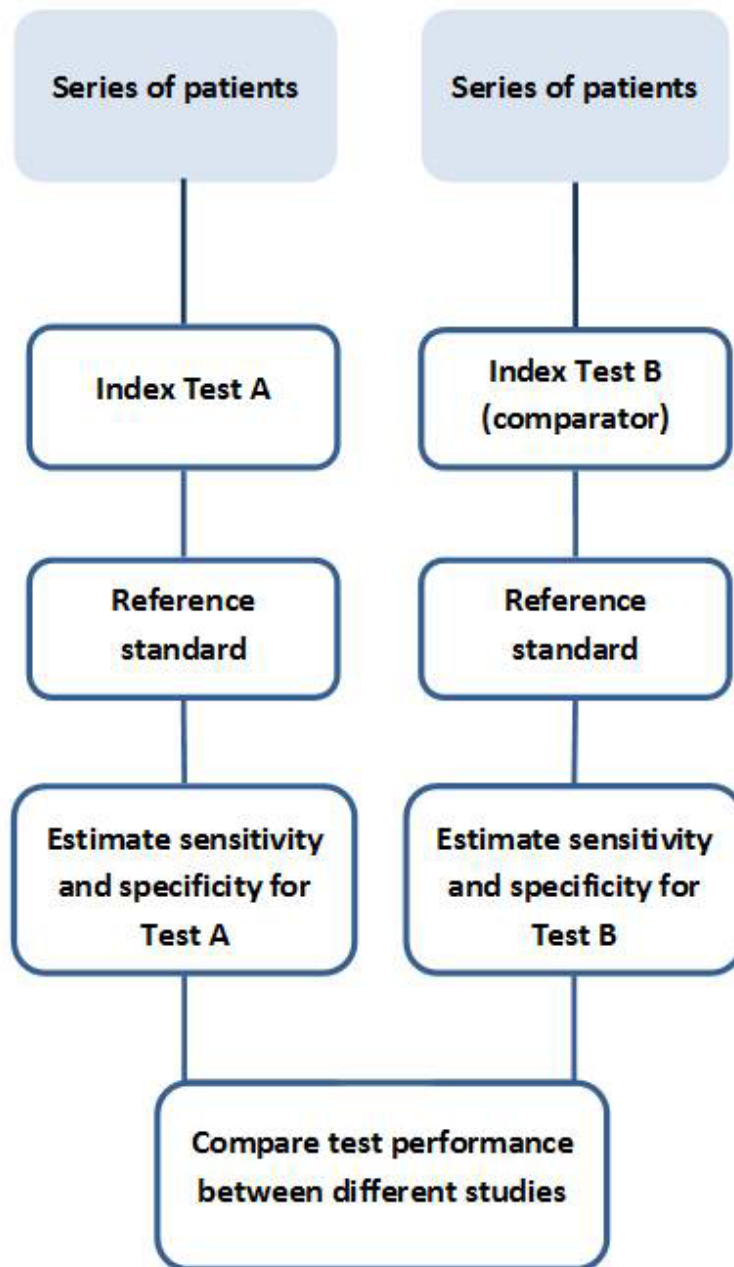 Series of patients
Series of patients
Index Test A
Index Test B
(comparator)
Reference
standard
Reference
standard
Estimate sensitivity
and specificity for
Test A
Estimate sensitivity
and specificity for
Test B
Compare test performance
between different studies